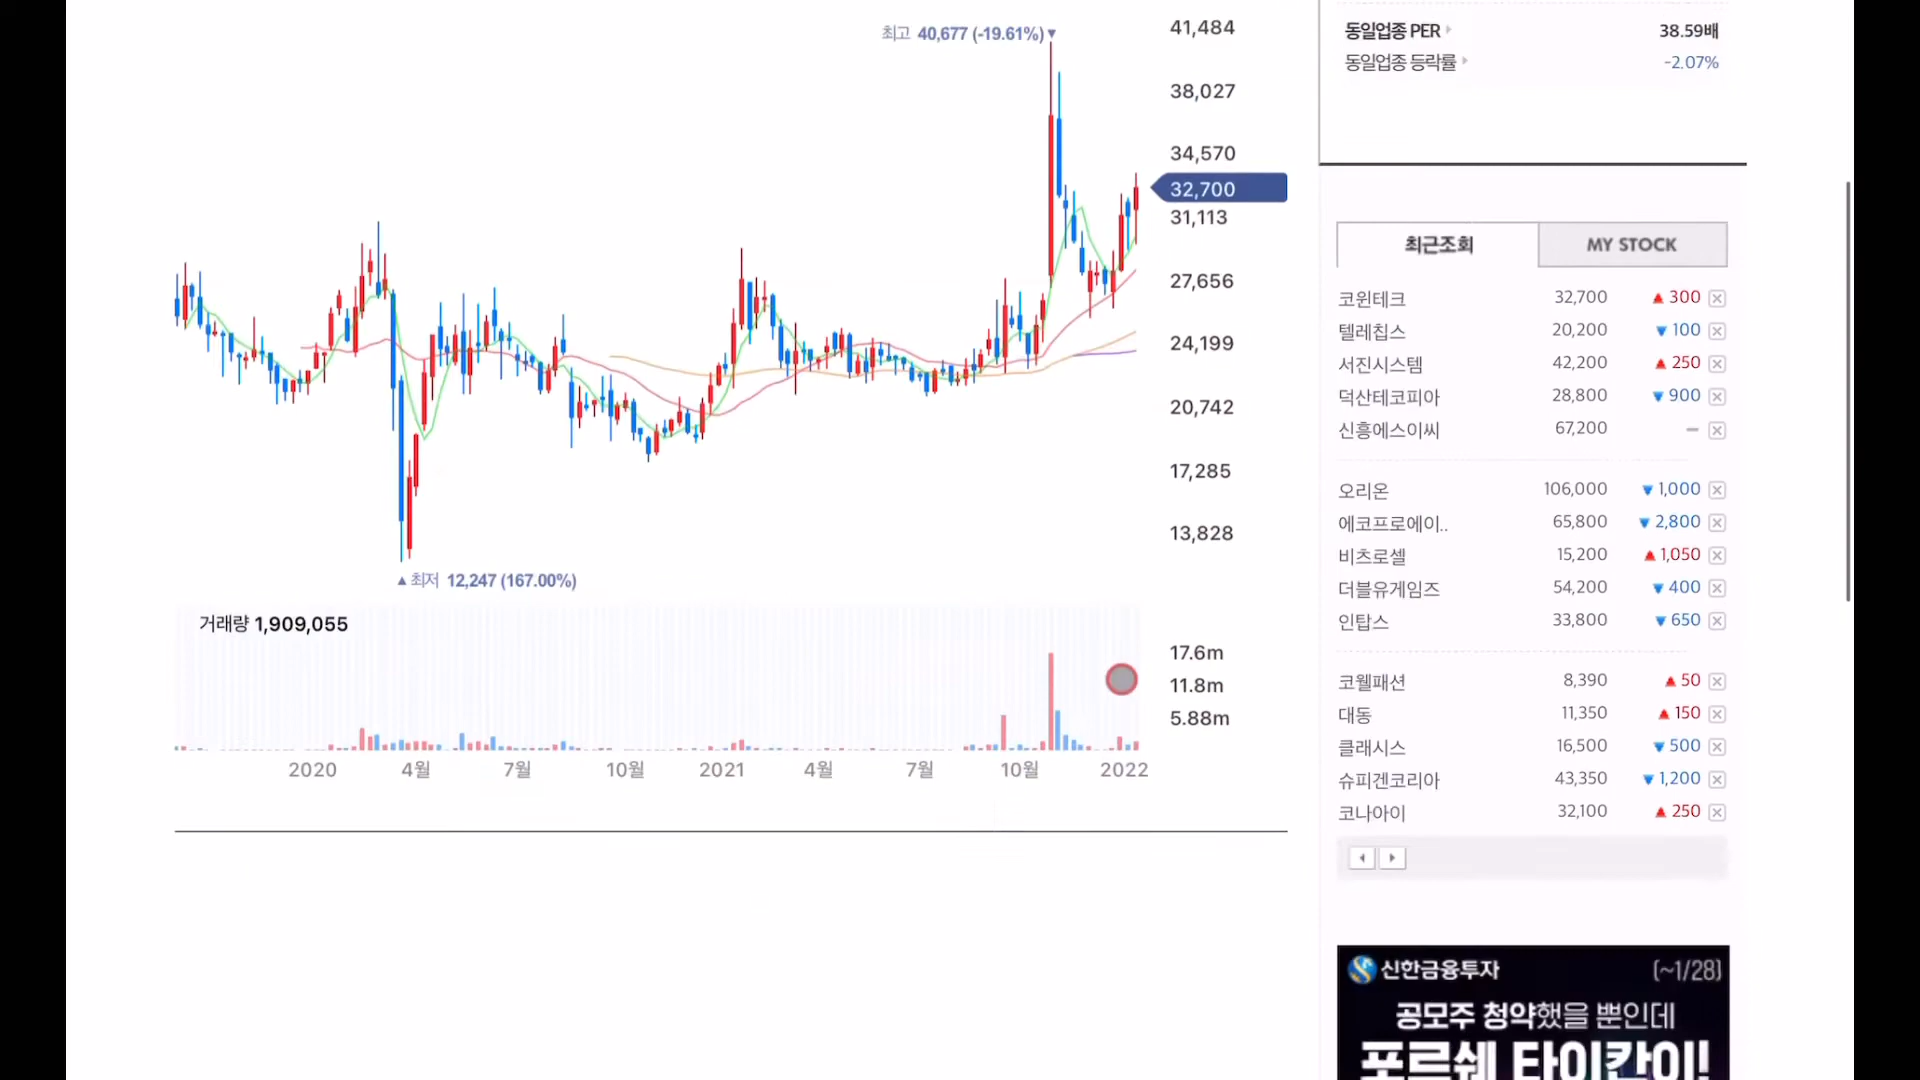 최고 40,677 (-19.61%)▼
41,484
38,027
34,570
32,700
31,113
27,656
24,199
20,742
17,285
13,828
▲최저 12,247 (167.00%)
거래량 1,909,055
17.6m
11.8m
5.88m
2020 4월 7월 10월 2021 4월 7월 10월 2022
동일업종 PER 38.59배
동일업종 등락률 -2.07%
최근조회 MY STOCK
코윈테크 32,700 ▲ 300
텔레칩스 20,200 ▼ 100
서진시스템 42,200 ▲ 250
덕산테코피아 28,800 ▼ 900
신흥에스이씨 67,200 –
오리온 106,000 ▼ 1,000
에코프로에이.. 65,800 ▼ 2,800
비츠로셀 15,200 ▲ 1,050
더블유게임즈 54,200 ▼ 400
인탑스 33,800 ▼ 650
코웰패션 8,390 ▲ 50
대동 11,350 ▲ 150
클래시스 16,500 ▼ 500
슈피겐코리아 43,350 ▼ 1,200
코나아이 32,100 ▲ 250
신한금융투자 (~1/28)
공모주 청약했을 뿐인데
포르쉐 타이칸이!